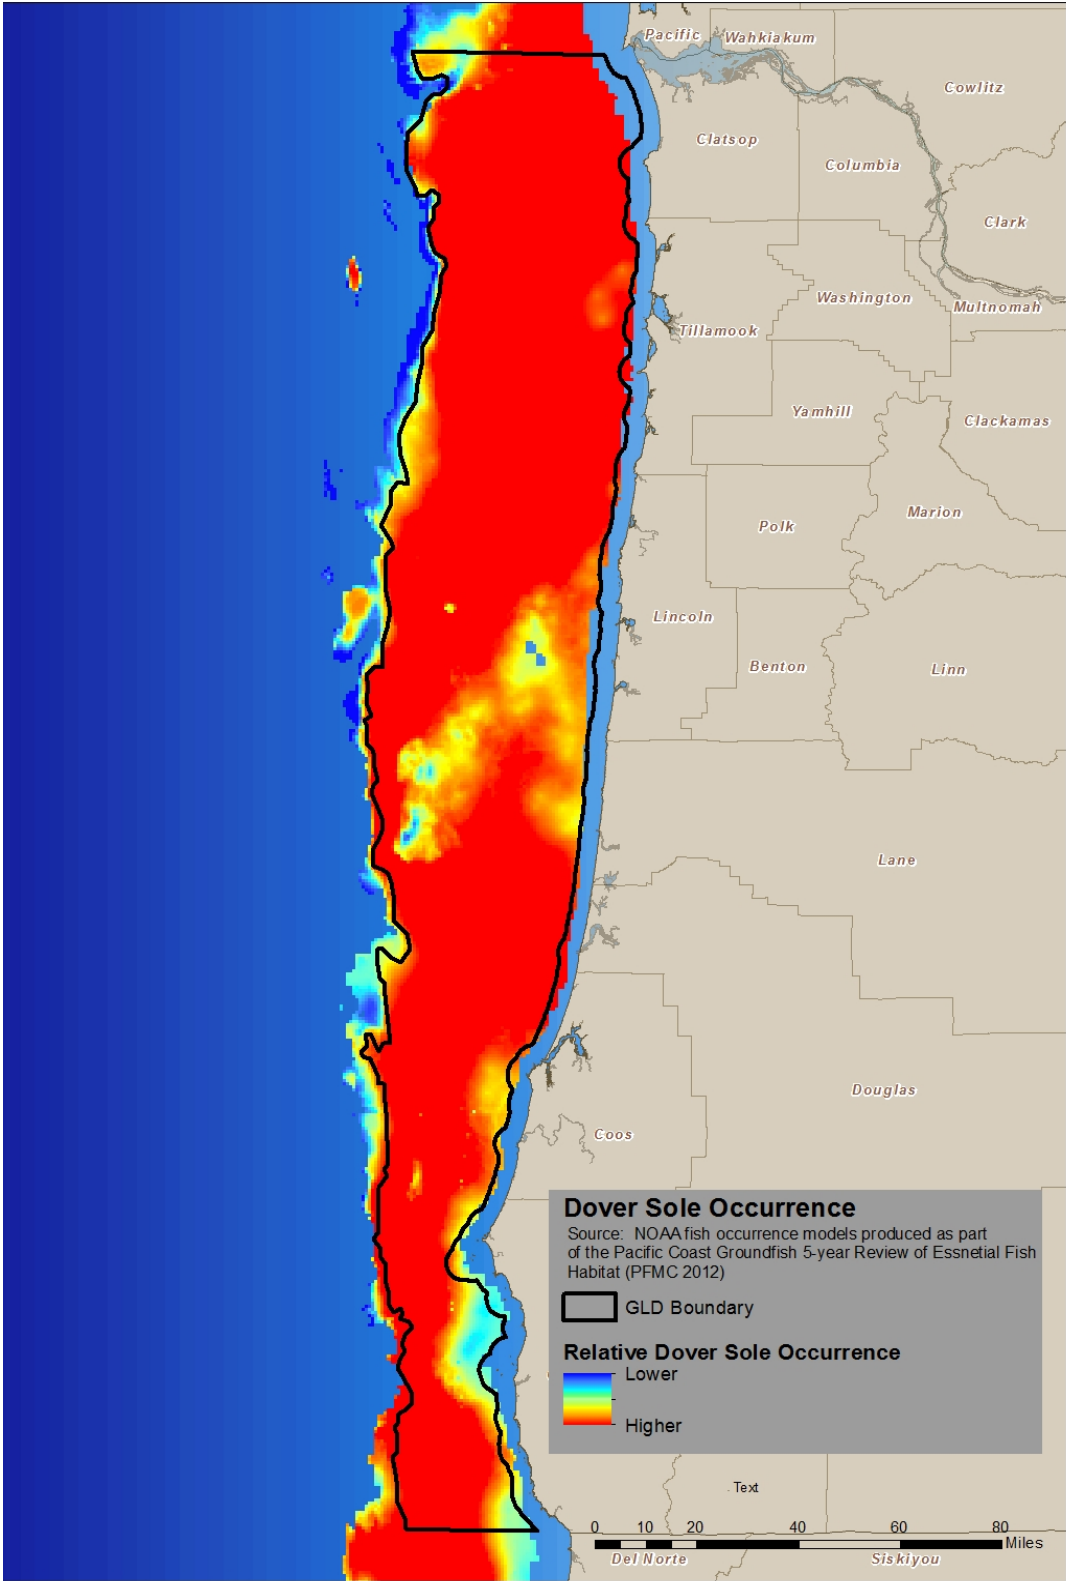 Pacific
Wahkiakum
Cowlitz
Clatsop
Columbia
Clark
Washington
Multnomah
Tillamook
Yamhill
Clackamas
Marion
Polk
Lincoln
Benton
Linn
Lane
Douglas
Coos
Dover Sole Occurrence
Source: NOAA fish occurrence models produced as part
of the Pacific Coast Groundfish 5-year Review of Essnetial Fish
Habitat (PFMC 2012)
GLD Boundary
Relative Dover Sole Occurrence
Lower
Higher
Text
0 10 20 40 60 80
Miles
Del Norte
Siskiyou